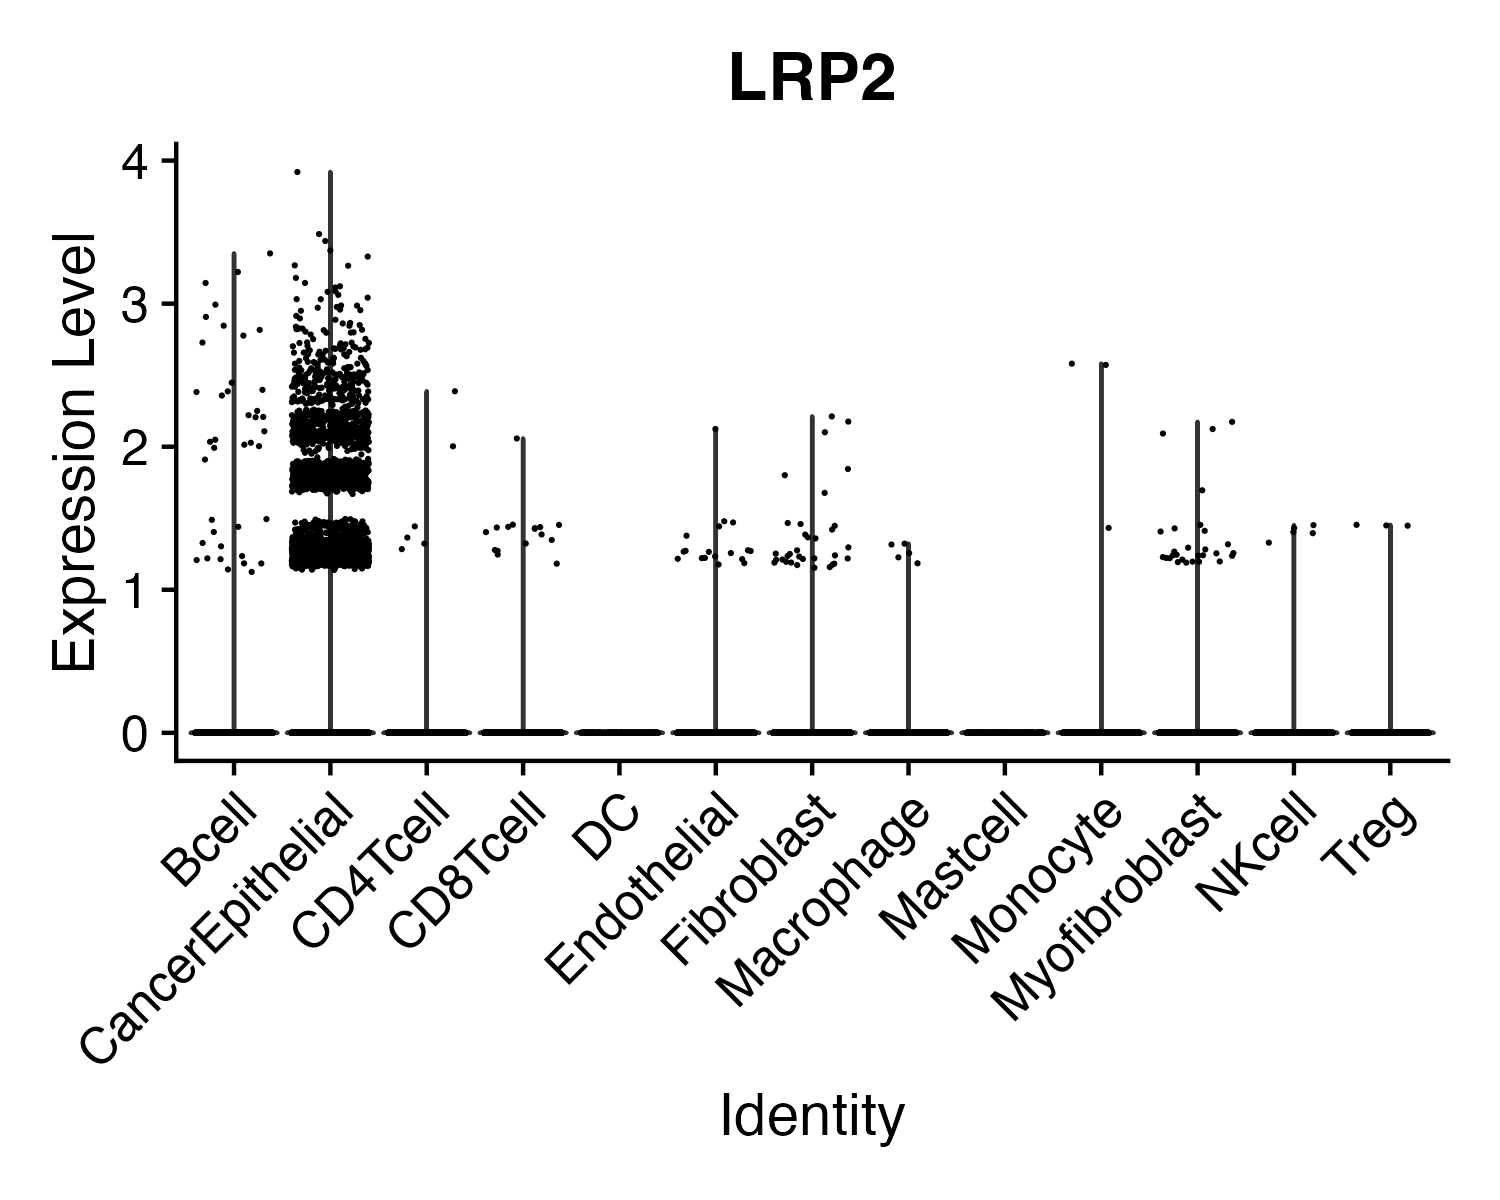 LRP2
Expression Level
4
3
2
1
0
Bcell
CancerEpithelial
CD4Tcell
CD8Tcell
DC
Endothelial
Fibroblast
Macrophage
Mastcell
Monocyte
Myofibroblast
NKcell
Treg
Identity